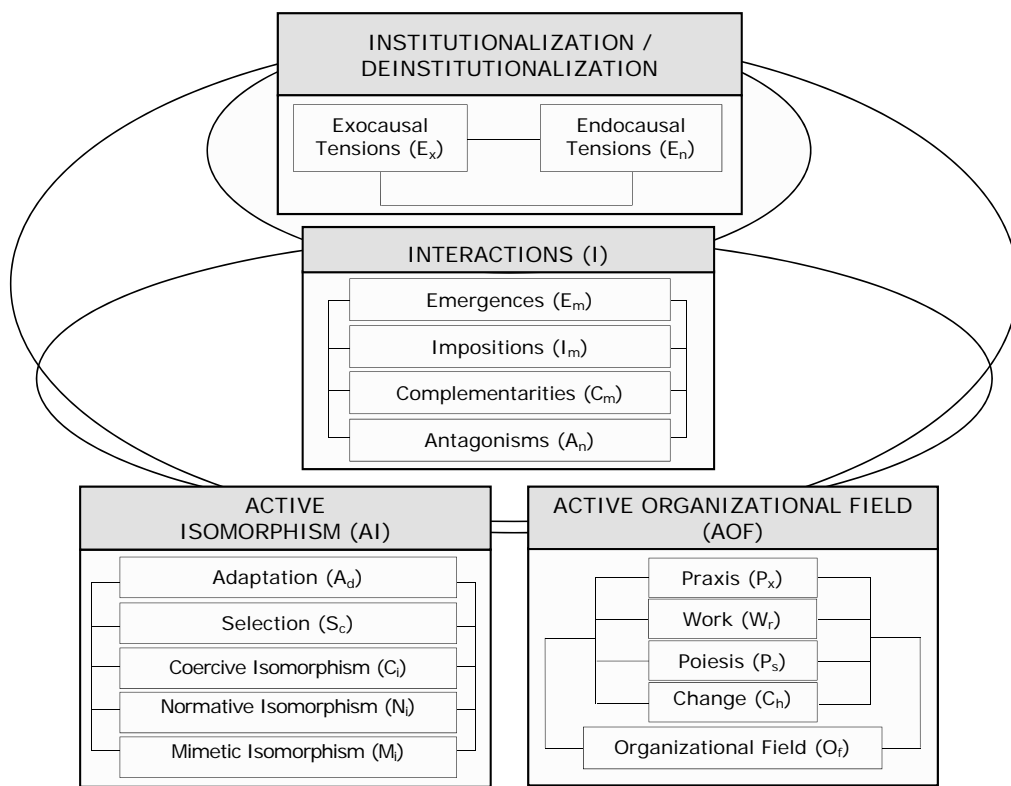 INSTITUTIONALIZATION /
DEINSTITUTIONALIZATION
Exocausal
Tensions (Ex)
Endocausal
Tensions (En)
INTERACTIONS (I)
Emergences (Em)
Impositions (Im)
Complementarities (Cm)
Antagonisms (An)
ACTIVE
ISOMORPHISM (AI)
Adaptation (Ad)
Selection (Sc)
Coercive Isomorphism (Ci)
Normative Isomorphism (Ni)
Mimetic Isomorphism (Mi)
ACTIVE ORGANIZATIONAL FIELD
(AOF)
Praxis (Px)
Work (Wr)
Poiesis (Ps)
Change (Ch)
Organizational Field (Of)